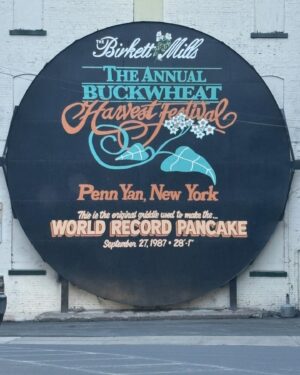 The Birkett Mills
The Annual
Buckwheat
Harvest Festival
Penn Yan, New York
This is the original griddle used to make the...
WORLD RECORD PANCAKE
September 27, 1987 • 28'-1"